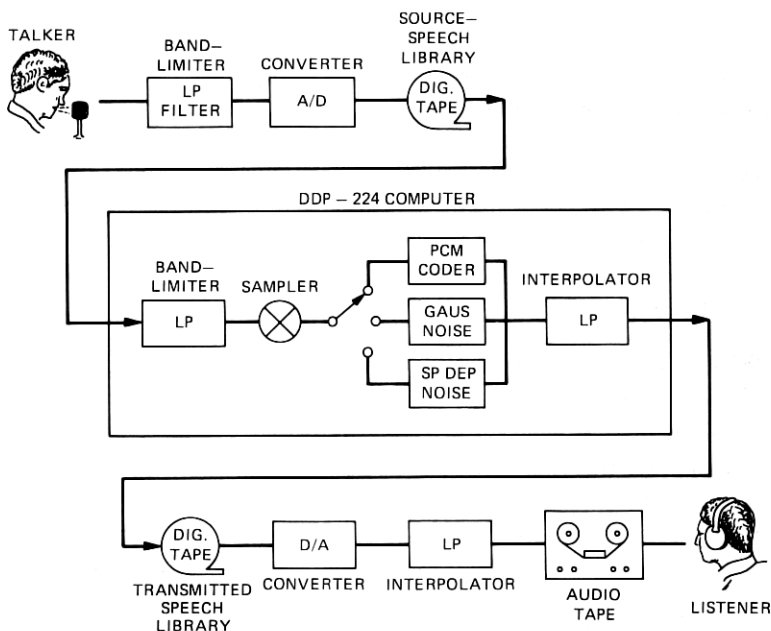 TALKER
BAND–
LIMITER
LP
FILTER
CONVERTER
A/D
SOURCE–
SPEECH
LIBRARY
DIG.
TAPE
DDP – 224 COMPUTER
BAND–
LIMITER
LP
SAMPLER
PCM
CODER
GAUS
NOISE
SP DEP
NOISE
INTERPOLATOR
LP
DIG.
TAPE
TRANSMITTED
SPEECH
LIBRARY
D/A
CONVERTER
LP
INTERPOLATOR
AUDIO
TAPE
LISTENER